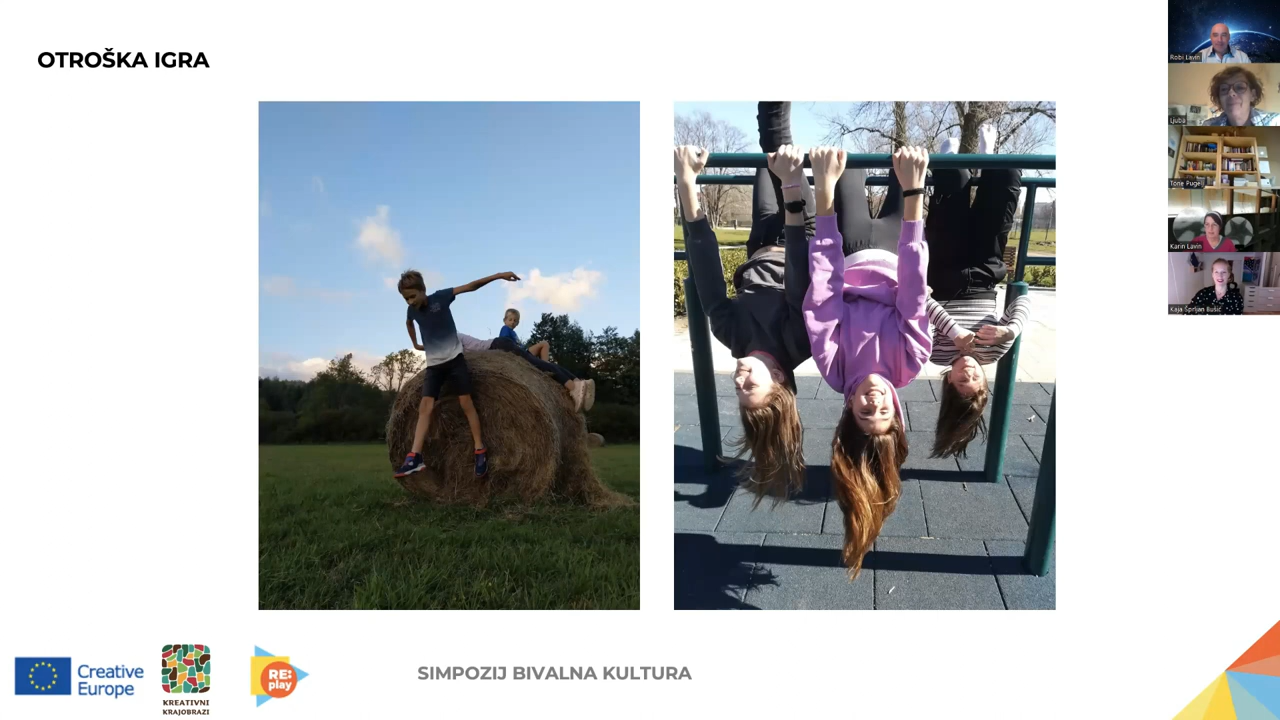 OTROŠKA IGRA
Robi Lavin
Ljuba
Tone Pugelj
Karin Lavin
Kaja Šprljan Bušić
Creative
Europe
KREATIVNI
KRAJOBRAZI
RE:
play
SIMPOZIJ BIVALNA KULTURA